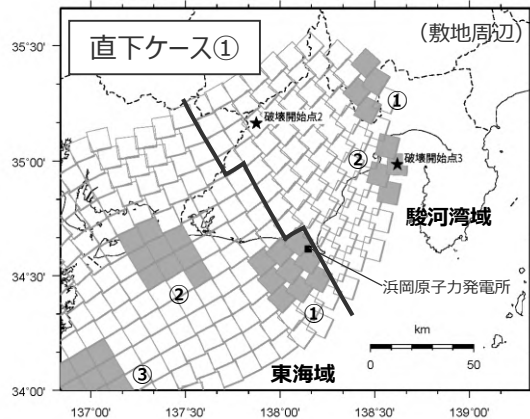 35°30'
直下ケース①
(敷地周辺)
①
破壊開始点2
35°00'
②
破壊開始点3
駿河湾域
34°30'
浜岡原子力発電所
②
①
km
③
東海域
0
50
34°00'
137°00'
137°30'
138°00'
138°30'
139°00'